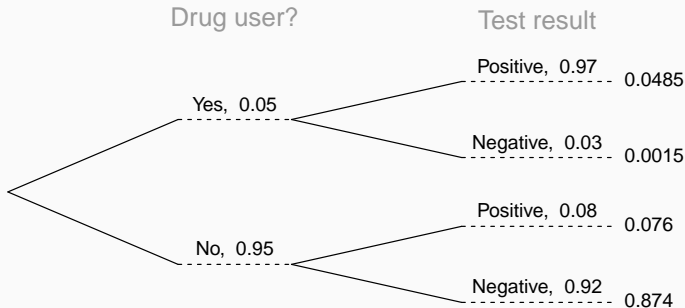 Drug user?
Test result
Positive, 0.97
0.0485
Yes, 0.05
Negative, 0.03
0.0015
Positive, 0.08
0.076
No, 0.95
Negative, 0.92
0.874